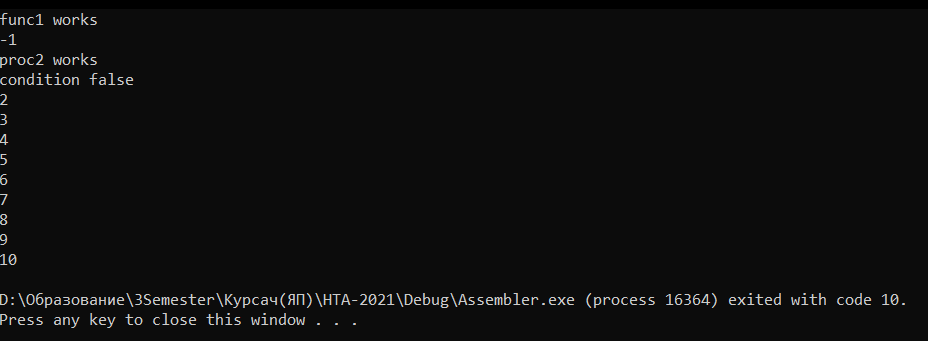 func1 works
-1
proc2 works
condition false
2
3
4
5
6
7
8
9
10
D:\Образование\3Semester\Курсач(ЯП)\HTA-2021\Debug\Assembler.exe (process 16364) exited with code 10.
Press any key to close this window . . .